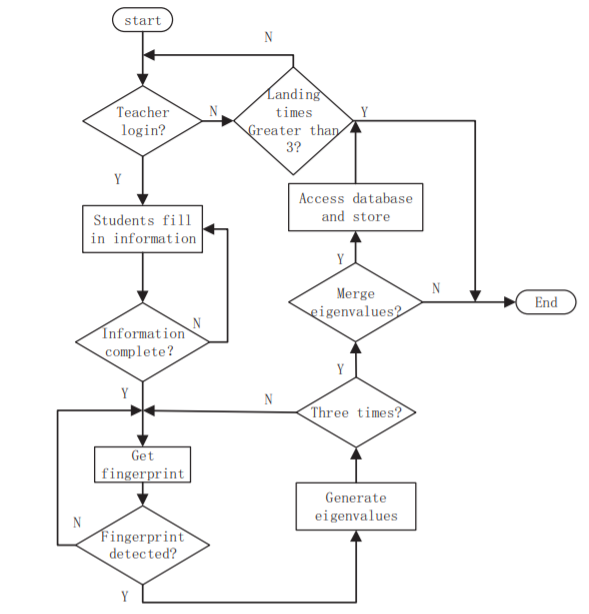 start
N
Landing
times
Greater than
3?
Teacher
login?
N
Y
Y
Access database
and store
Students fill
in information
Y
Merge
eigenvalues?
N
End
Information
complete?
N
Y
Y
N
Three times?
Get
fingerprint
Generate
eigenvalues
N
Fingerprint
detected?
Y